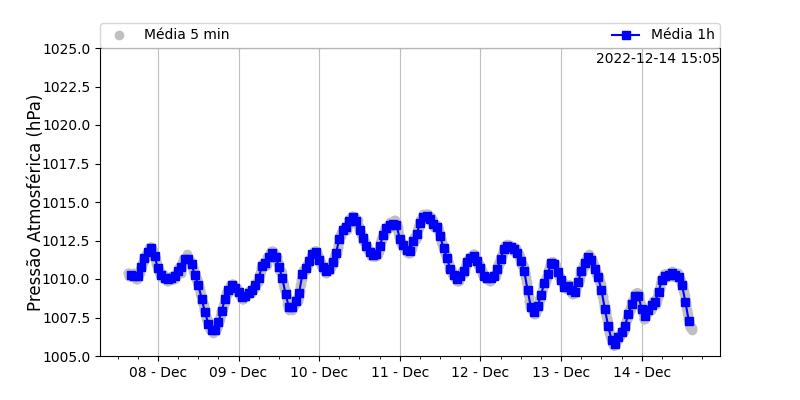 Média 5 min
Média 1h
2022-12-14 15:05
Pressão Atmosférica (hPa)
1025.0
1022.5
1020.0
1017.5
1015.0
1012.5
1010.0
1007.5
1005.0
08 - Dec
09 - Dec
10 - Dec
11 - Dec
12 - Dec
13 - Dec
14 - Dec